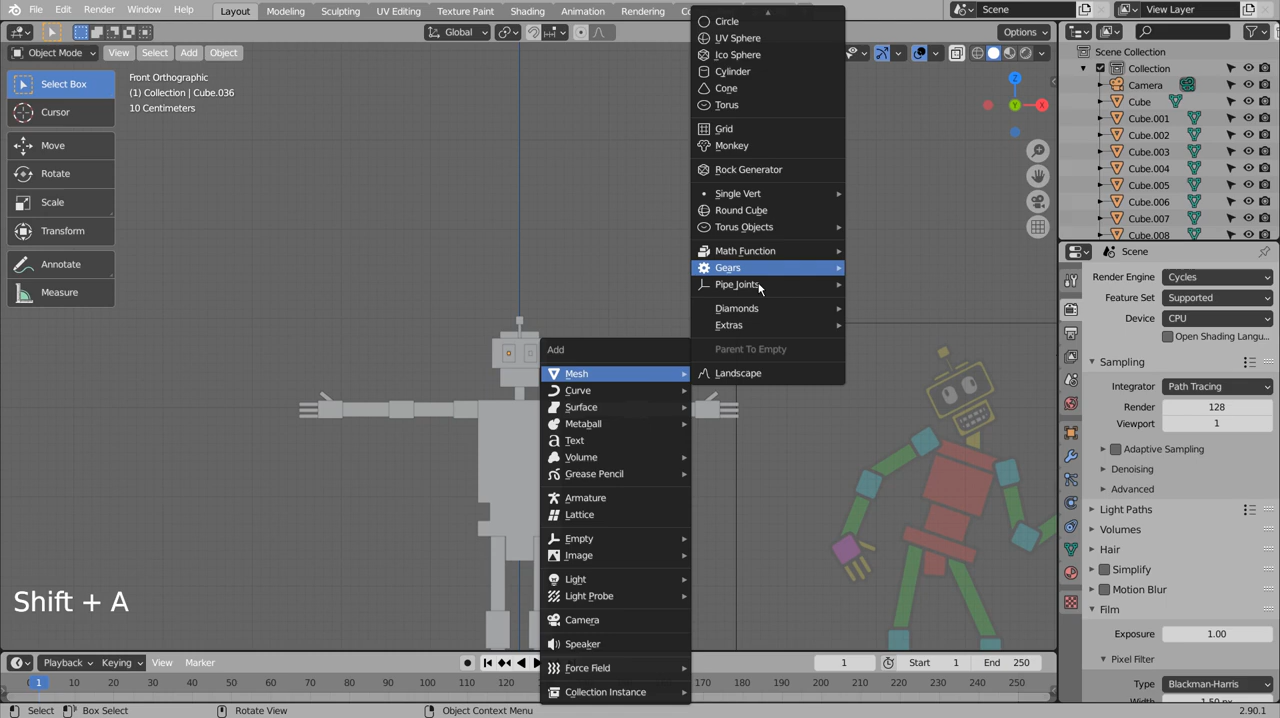 File Edit Render Window Help
Layout Modeling Sculpting UV Editing Texture Paint Shading Animation Rendering
Scene
View Layer
Object Mode View Select Add Object
Global
Options
Select Box
Cursor
Move
Rotate
Scale
Transform
Annotate
Measure
Front Orthographic
(1) Collection | Cube.036
10 Centimeters
Circle
UV Sphere
Ico Sphere
Cylinder
Cone
Torus
Grid
Monkey
Rock Generator
Single Vert
Round Cube
Torus Objects
Math Function
Gears
Pipe Joints
Diamonds
Extras
Parent To Empty
Landscape
Add
Mesh
Curve
Surface
Metaball
Text
Volume
Grease Pencil
Armature
Lattice
Empty
Image
Light
Light Probe
Camera
Speaker
Force Field
Collection Instance
Z
X
Y
Shift + A
Scene Collection
Collection
Camera
Cube
Cube.001
Cube.002
Cube.003
Cube.004
Cube.005
Cube.006
Cube.007
Cube.008
Scene
Render Engine Cycles
Feature Set Supported
Device CPU
Open Shading Langu...
Sampling
Integrator Path Tracing
Render 128
Viewport 1
Adaptive Sampling
Denoising
Advanced
Light Paths
Volumes
Hair
Simplify
Motion Blur
Film
Exposure 1.00
Pixel Filter
Type Blackman-Harris
Playback Keying View Marker
1 Start 1 End 250
1 10 20 30 40 50 60 70 80 90 100 110 120 170 180 190 200 210 220 230 240 250
Select Box Select Rotate View Object Context Menu 2.90.1